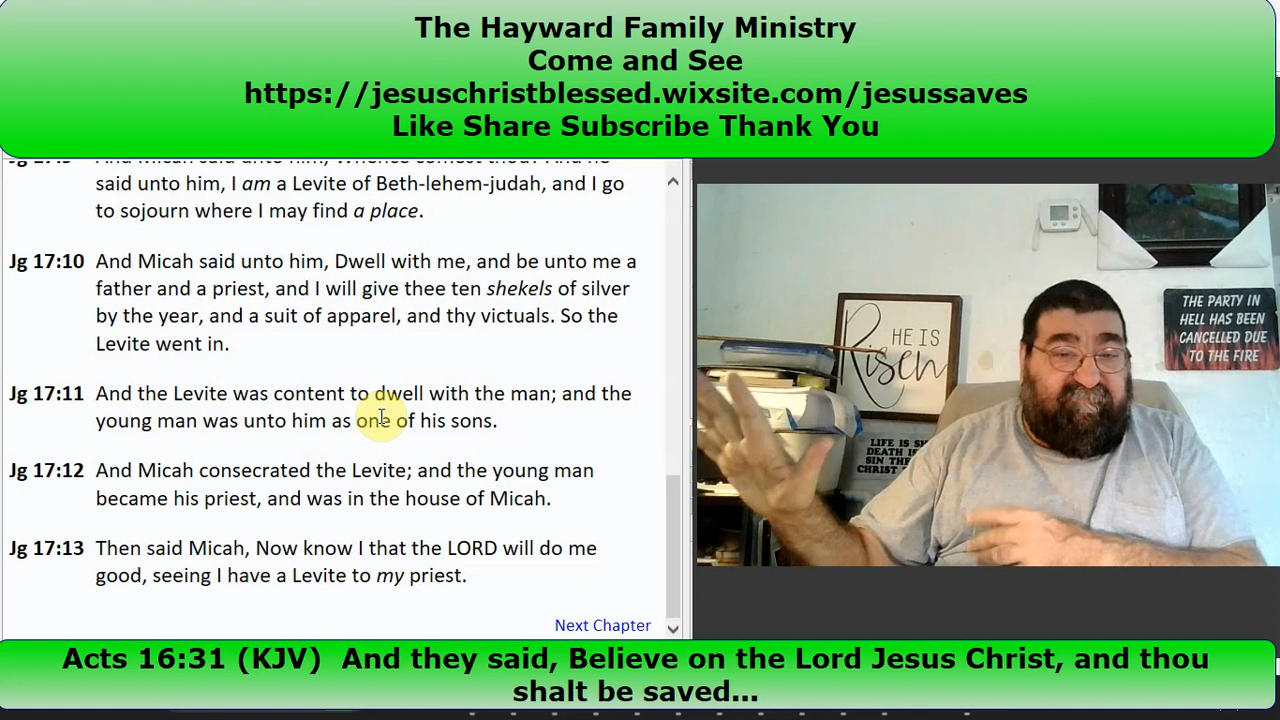 The Hayward Family Ministry
Come and See
https://jesuschristblessed.wixsite.com/jesussaves
Like Share Subscribe Thank You
said unto him, I am a Levite of Beth-lehem-judah, and I go
to sojourn where I may find a place.
Jg 17:10 And Micah said unto him, Dwell with me, and be unto me a
father and a priest, and I will give thee ten shekels of silver
by the year, and a suit of apparel, and thy victuals. So the
Levite went in.
Jg 17:11 And the Levite was content to dwell with the man; and the
young man was unto him as one of his sons.
Jg 17:12 And Micah consecrated the Levite; and the young man
became his priest, and was in the house of Micah.
Jg 17:13 Then said Micah, Now know I that the LORD will do me
good, seeing I have a Levite to my priest.
Next Chapter
HE IS
Risen
THE PARTY IN
HELL HAS BEEN
CANCELLED DUE
TO THE FIRE
LIFE IS
DEATH IS
SIN THE
CHRIST
Acts 16:31 (KJV) And they said, Believe on the Lord Jesus Christ, and thou
shalt be saved...